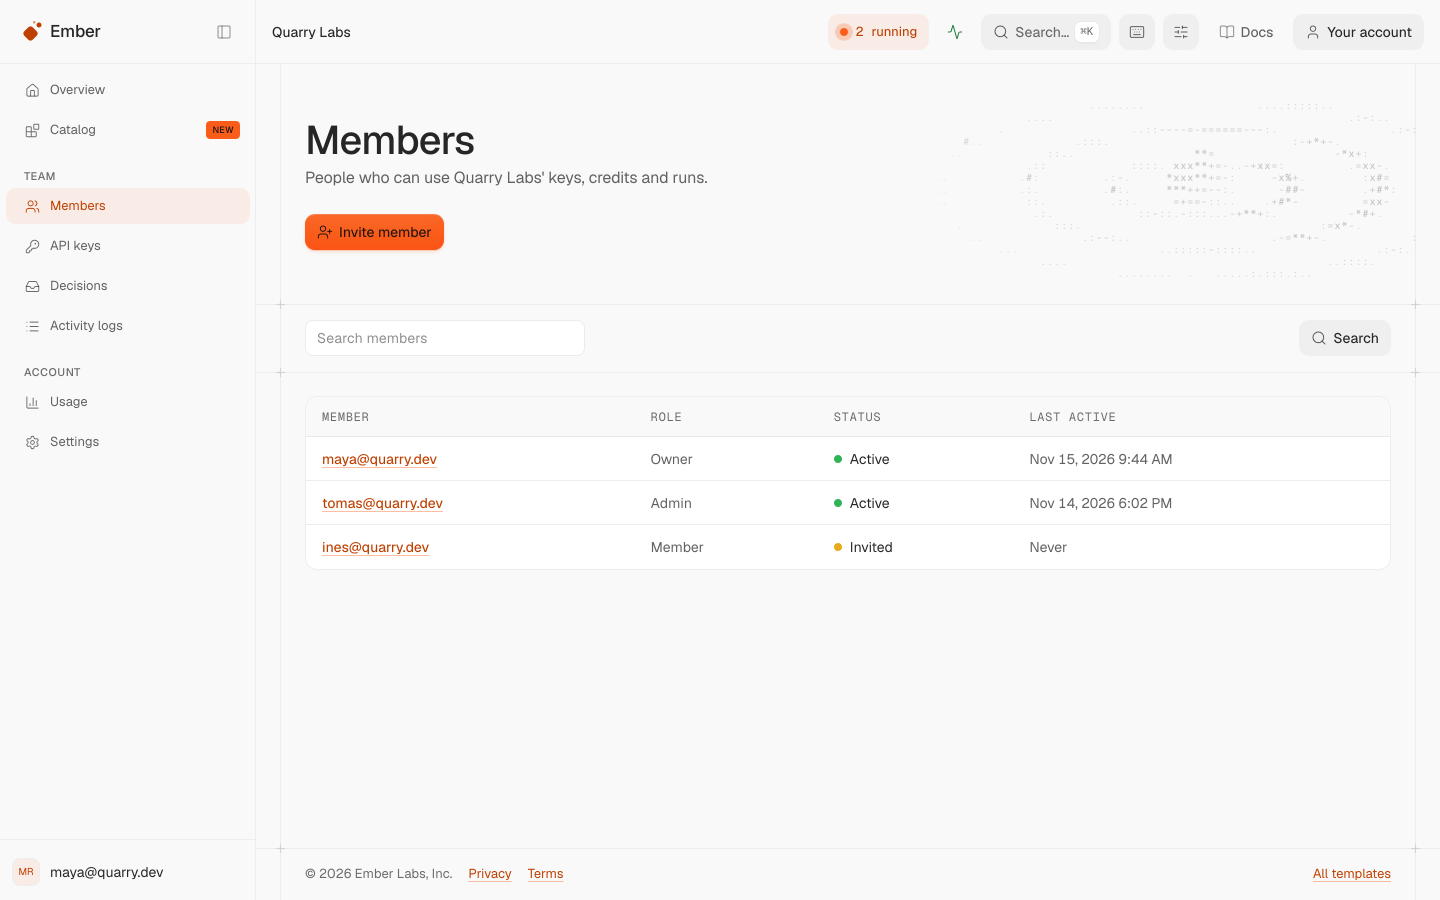 Ember
Quarry Labs
2 running
Search... ⌘K
Docs
Your account
Overview
Catalog NEW
TEAM
Members
API keys
Decisions
Activity logs
ACCOUNT
Usage
Settings
MR maya@quarry.dev
Members
People who can use Quarry Labs' keys, credits and runs.
Invite member
Search members
Search
MEMBER ROLE STATUS LAST ACTIVE
maya@quarry.dev Owner Active Nov 15, 2026 9:44 AM
tomas@quarry.dev Admin Active Nov 14, 2026 6:02 PM
ines@quarry.dev Member Invited Never
© 2026 Ember Labs, Inc. Privacy Terms All templates